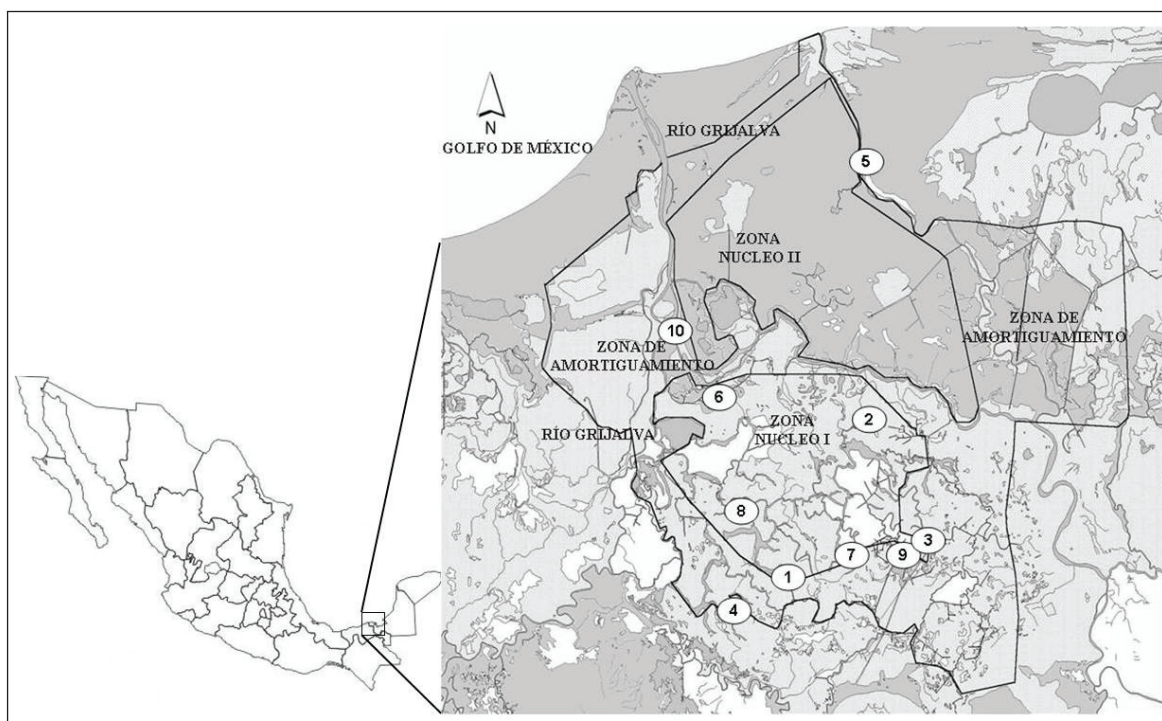 N
GOLFO DE MÉXICO
RÍO GRIJALVA
5
ZONA
NUCLEO II
10
ZONA DE
AMORTIGUAMIENTO
ZONA DE
AMORTIGUAMIENTO
6
2
ZONA
NUCLEO I
RÍO GRIJALVA
8
3
7
9
1
4